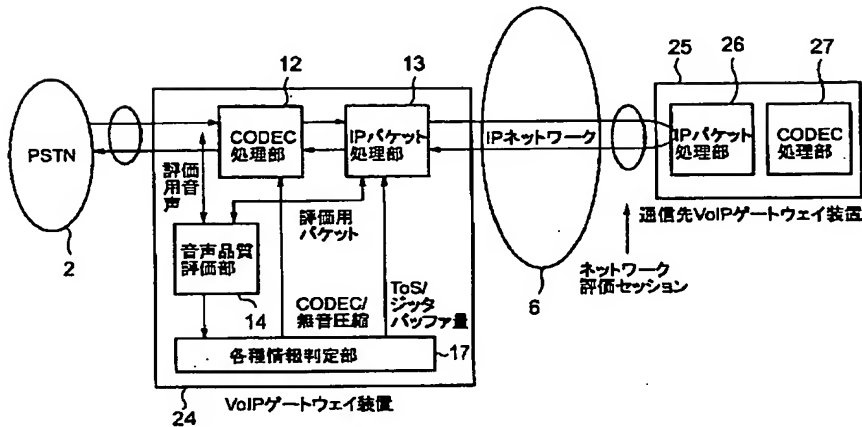 12
13
25
26
27
PSTN
CODEC
処理部
IPパケット
処理部
IPネットワーク
IPパケット
処理部
CODEC
処理部
評価
用音
声
評価用
パケット
通信先VoIPゲートウェイ装置
2
音声品質
評価部
14
CODEC/
無音圧縮
ToS/
ジッタ
バッファ量
6
ネットワーク
評価セッション
各種情報判定部
17
24
VoIPゲートウェイ装置